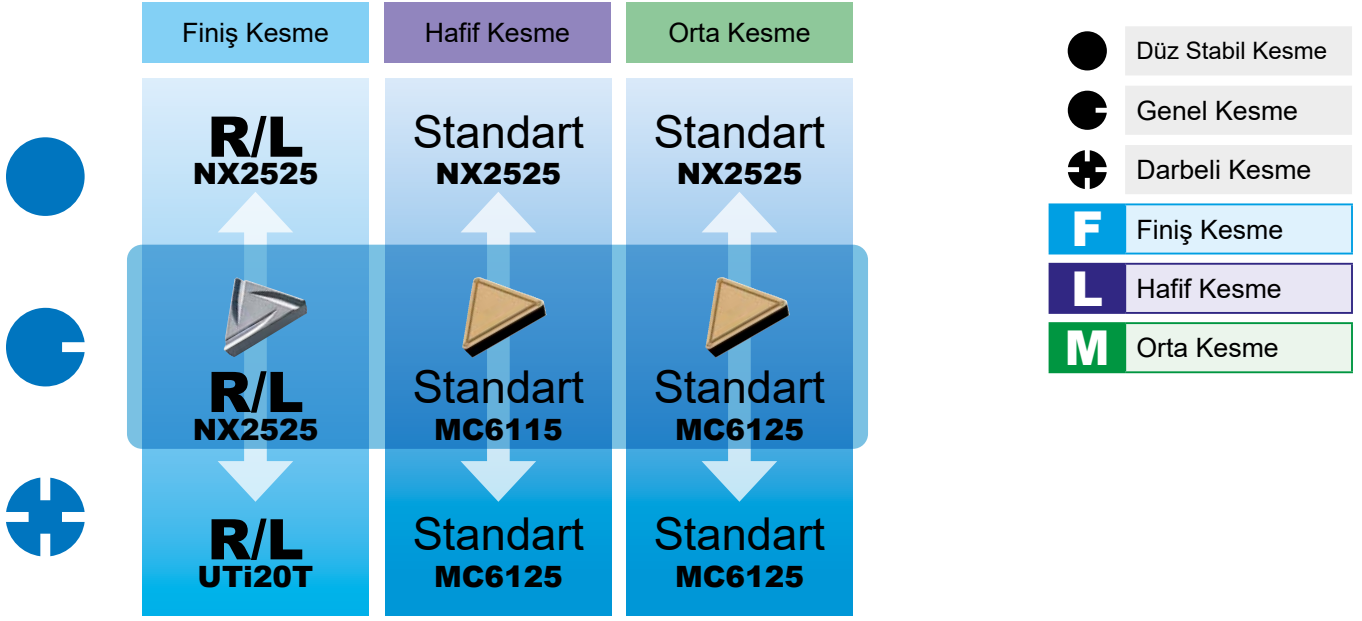 Finiş Kesme
Hafif Kesme
Orta Kesme
R/L
NX2525
Standart
NX2525
Standart
NX2525
R/L
NX2525
Standart
MC6115
Standart
MC6125
R/L
UTi20T
Standart
MC6125
Standart
MC6125
Düz Stabil Kesme
Genel Kesme
Darbeli Kesme
F Finiş Kesme
L Hafif Kesme
M Orta Kesme